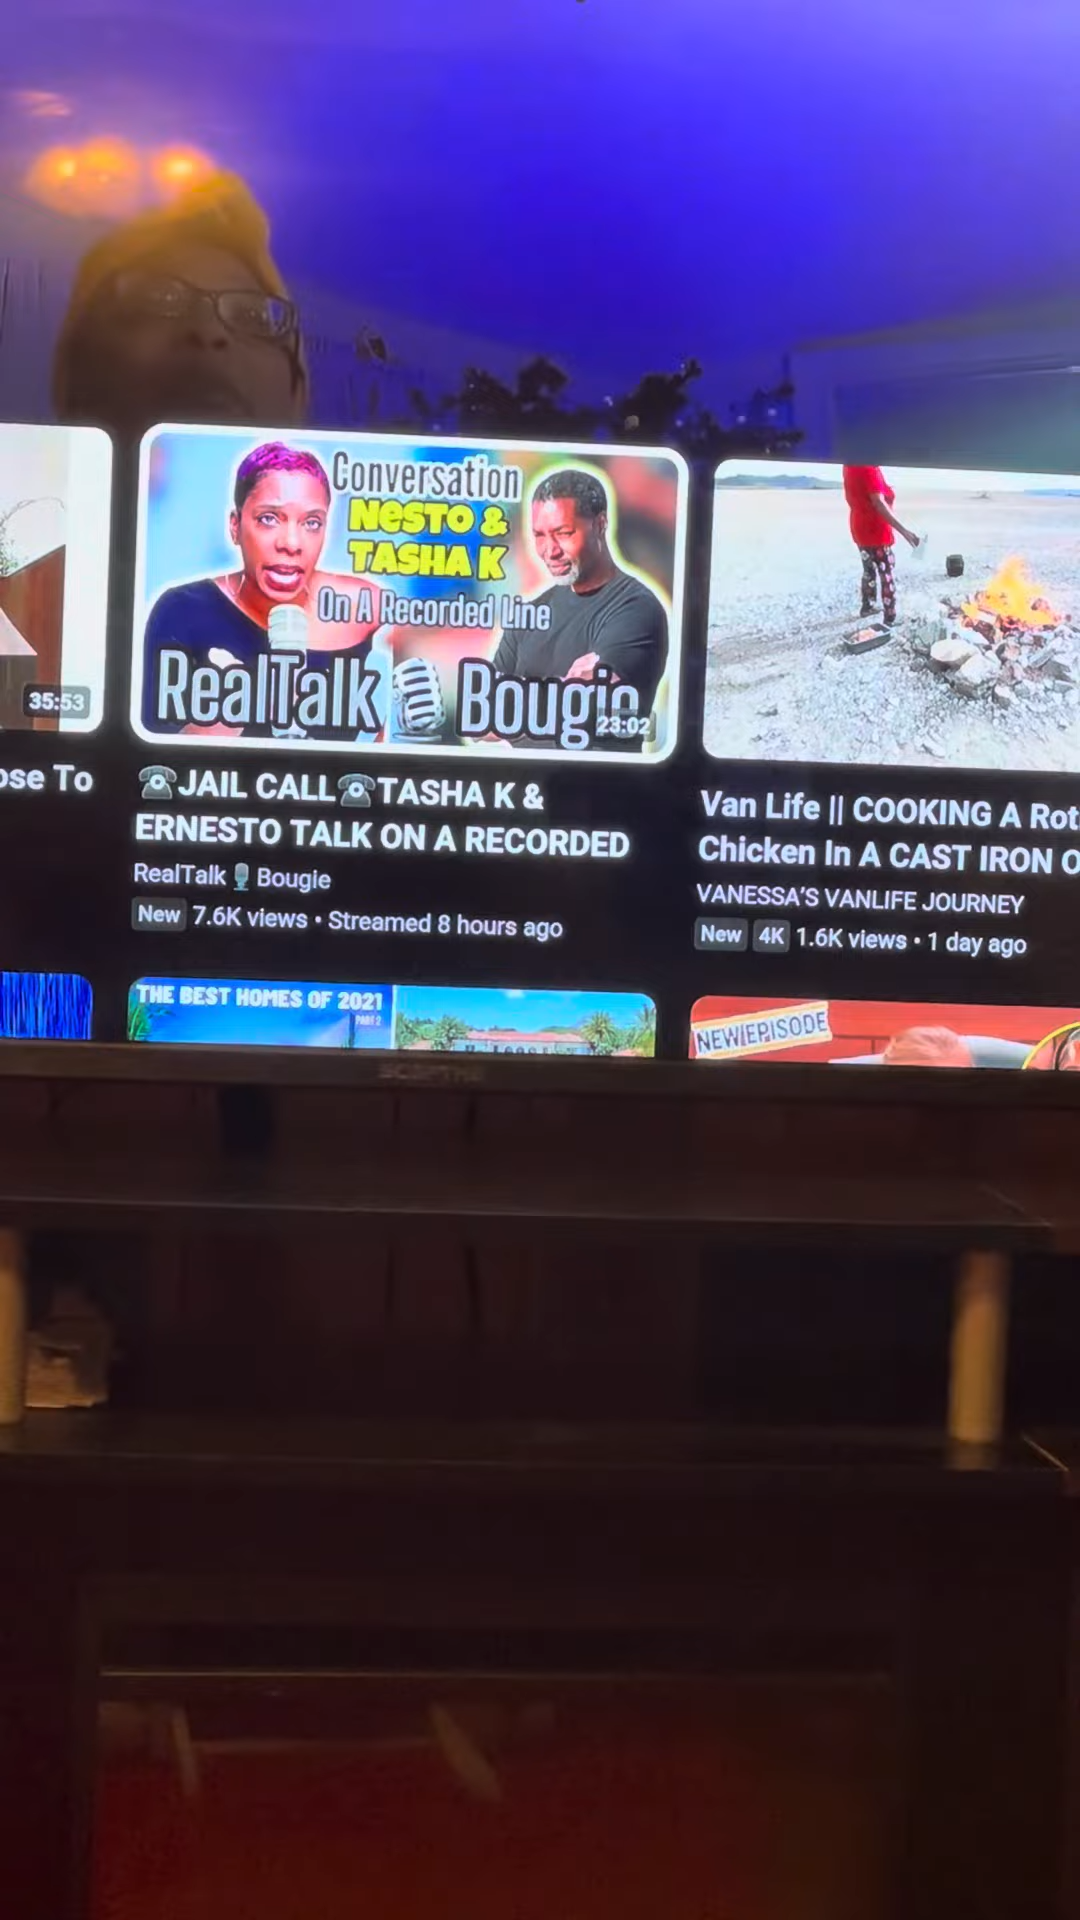 Conversation
NESTO &
TASHA K
On A Recorded Line
RealTalk Bougie
35:53
23:02
ose To
☎JAIL CALL☎TASHA K &
ERNESTO TALK ON A RECORDED
RealTalk🎙Bougie
New 7.6K views • Streamed 8 hours ago
Van Life || COOKING A Rot
Chicken In A CAST IRON O
VANESSA'S VANLIFE JOURNEY
New 4K 1.6K views • 1 day ago
THE BEST HOMES OF 2021
PART 2
NEW EPISODE
SCEPTRE